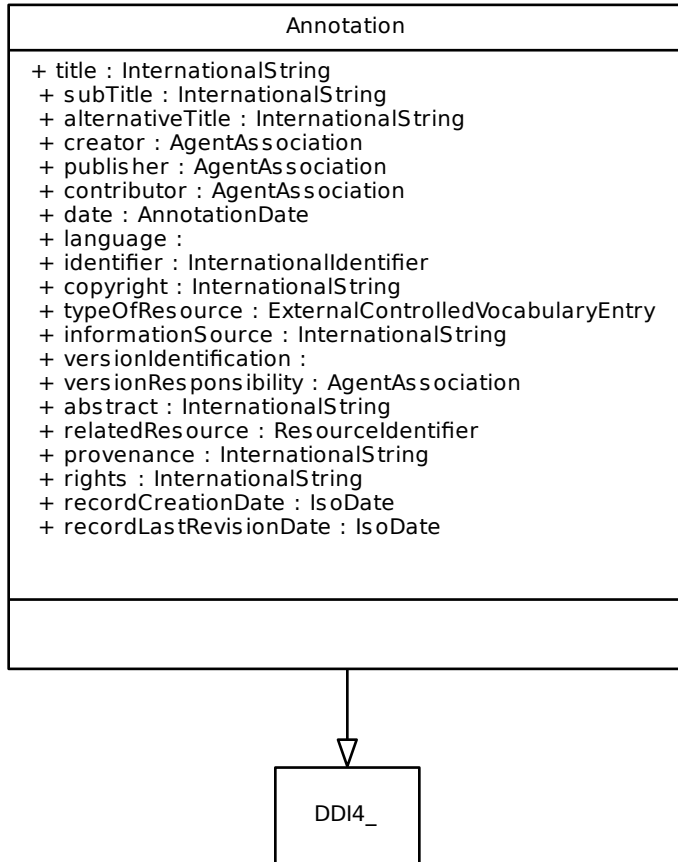 Annotation
+ title : InternationalString
+ subTitle : InternationalString
+ alternativeTitle : InternationalString
+ creator : AgentAssociation
+ publisher : AgentAssociation
+ contributor : AgentAssociation
+ date : AnnotationDate
+ language :
+ identifier : InternationalIdentifier
+ copyright : InternationalString
+ typeOfResource : ExternalControlledVocabularyEntry
+ informationSource : InternationalString
+ versionIdentification :
+ versionResponsibility : AgentAssociation
+ abstract : InternationalString
+ relatedResource : ResourceIdentifier
+ provenance : InternationalString
+ rights : InternationalString
+ recordCreationDate : IsoDate
+ recordLastRevisionDate : IsoDate
DDI4_